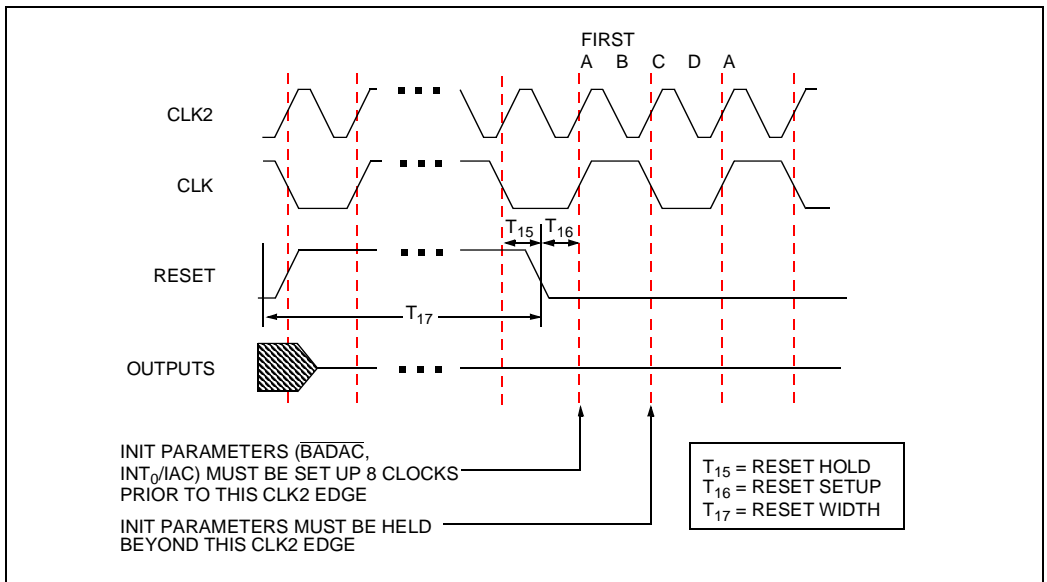 FIRST
A B C D A
CLK2
CLK
T15 T16
RESET
T17
OUTPUTS
INIT PARAMETERS (BADAC,
INT0/IAC) MUST BE SET UP 8 CLOCKS
PRIOR TO THIS CLK2 EDGE
INIT PARAMETERS MUST BE HELD
BEYOND THIS CLK2 EDGE
T15 = RESET HOLD
T16 = RESET SETUP
T17 = RESET WIDTH